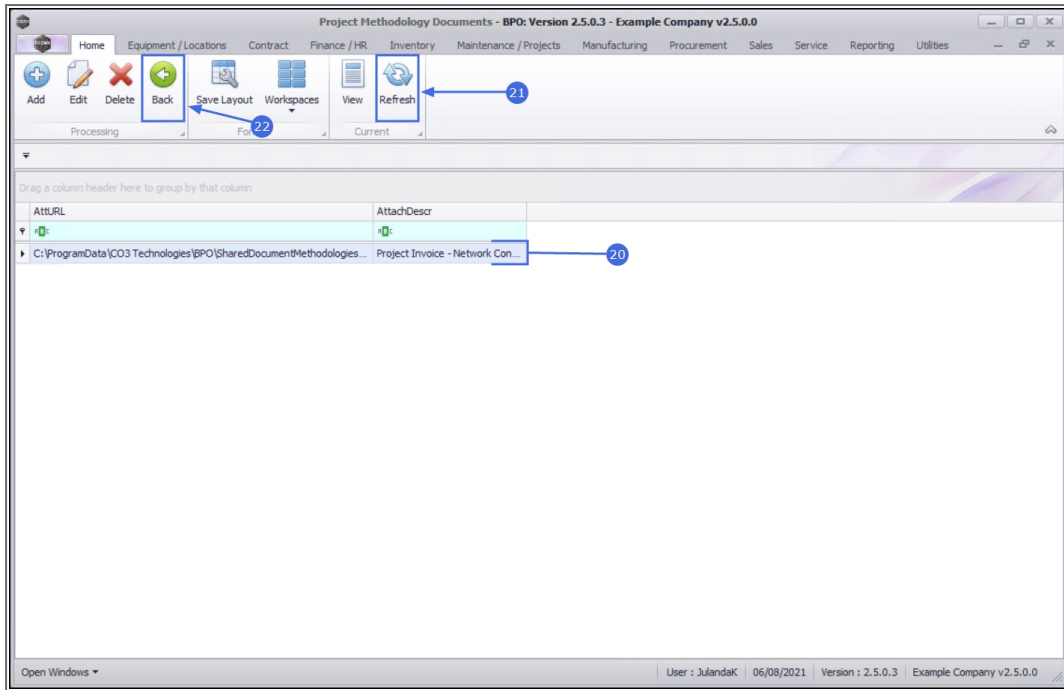 Project Methodology Documents - BPO: Version 2.5.0.3 - Example Company v2.5.0.0
Home Equipment / Locations Contract Finance / HR Inventory Maintenance / Projects Manufacturing Procurement Sales Service Reporting Utilities
Add Edit Delete Back Save Layout Workspaces View Refresh
21
22
Processing For Current
Drag a column header here to group by that column
AttURL AttachDescr
C:\ProgramData\CO3 Technologies\BPO\SharedDocumentMethodologies... Project Invoice - Network Con...
20
Open Windows User : JulandaK 06/08/2021 Version : 2.5.0.3 Example Company v2.5.0.0